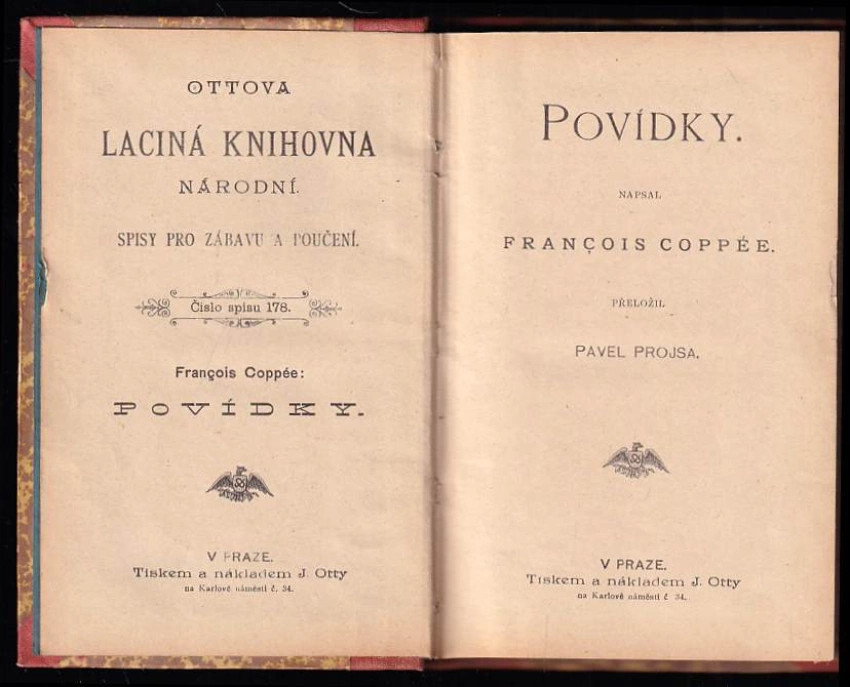 OTTOVA
LACINÁ KNIHOVNA
NÁRODNÍ.
SPISY PRO ZÁBAVU A POUČENÍ.
Číslo spisu 178.
François Coppée:
POVÍDKY.
V PRAZE.
Tiskem a nákladem J. Otty
na Karlově náměstí č. 34.
POVÍDKY.
NAPSAL
FRANÇOIS COPPÉE.
PŘELOŽIL
PAVEL PROJSA.
V PRAZE.
Tiskem a nákladem J. Otty
na Karlově náměstí č 34.